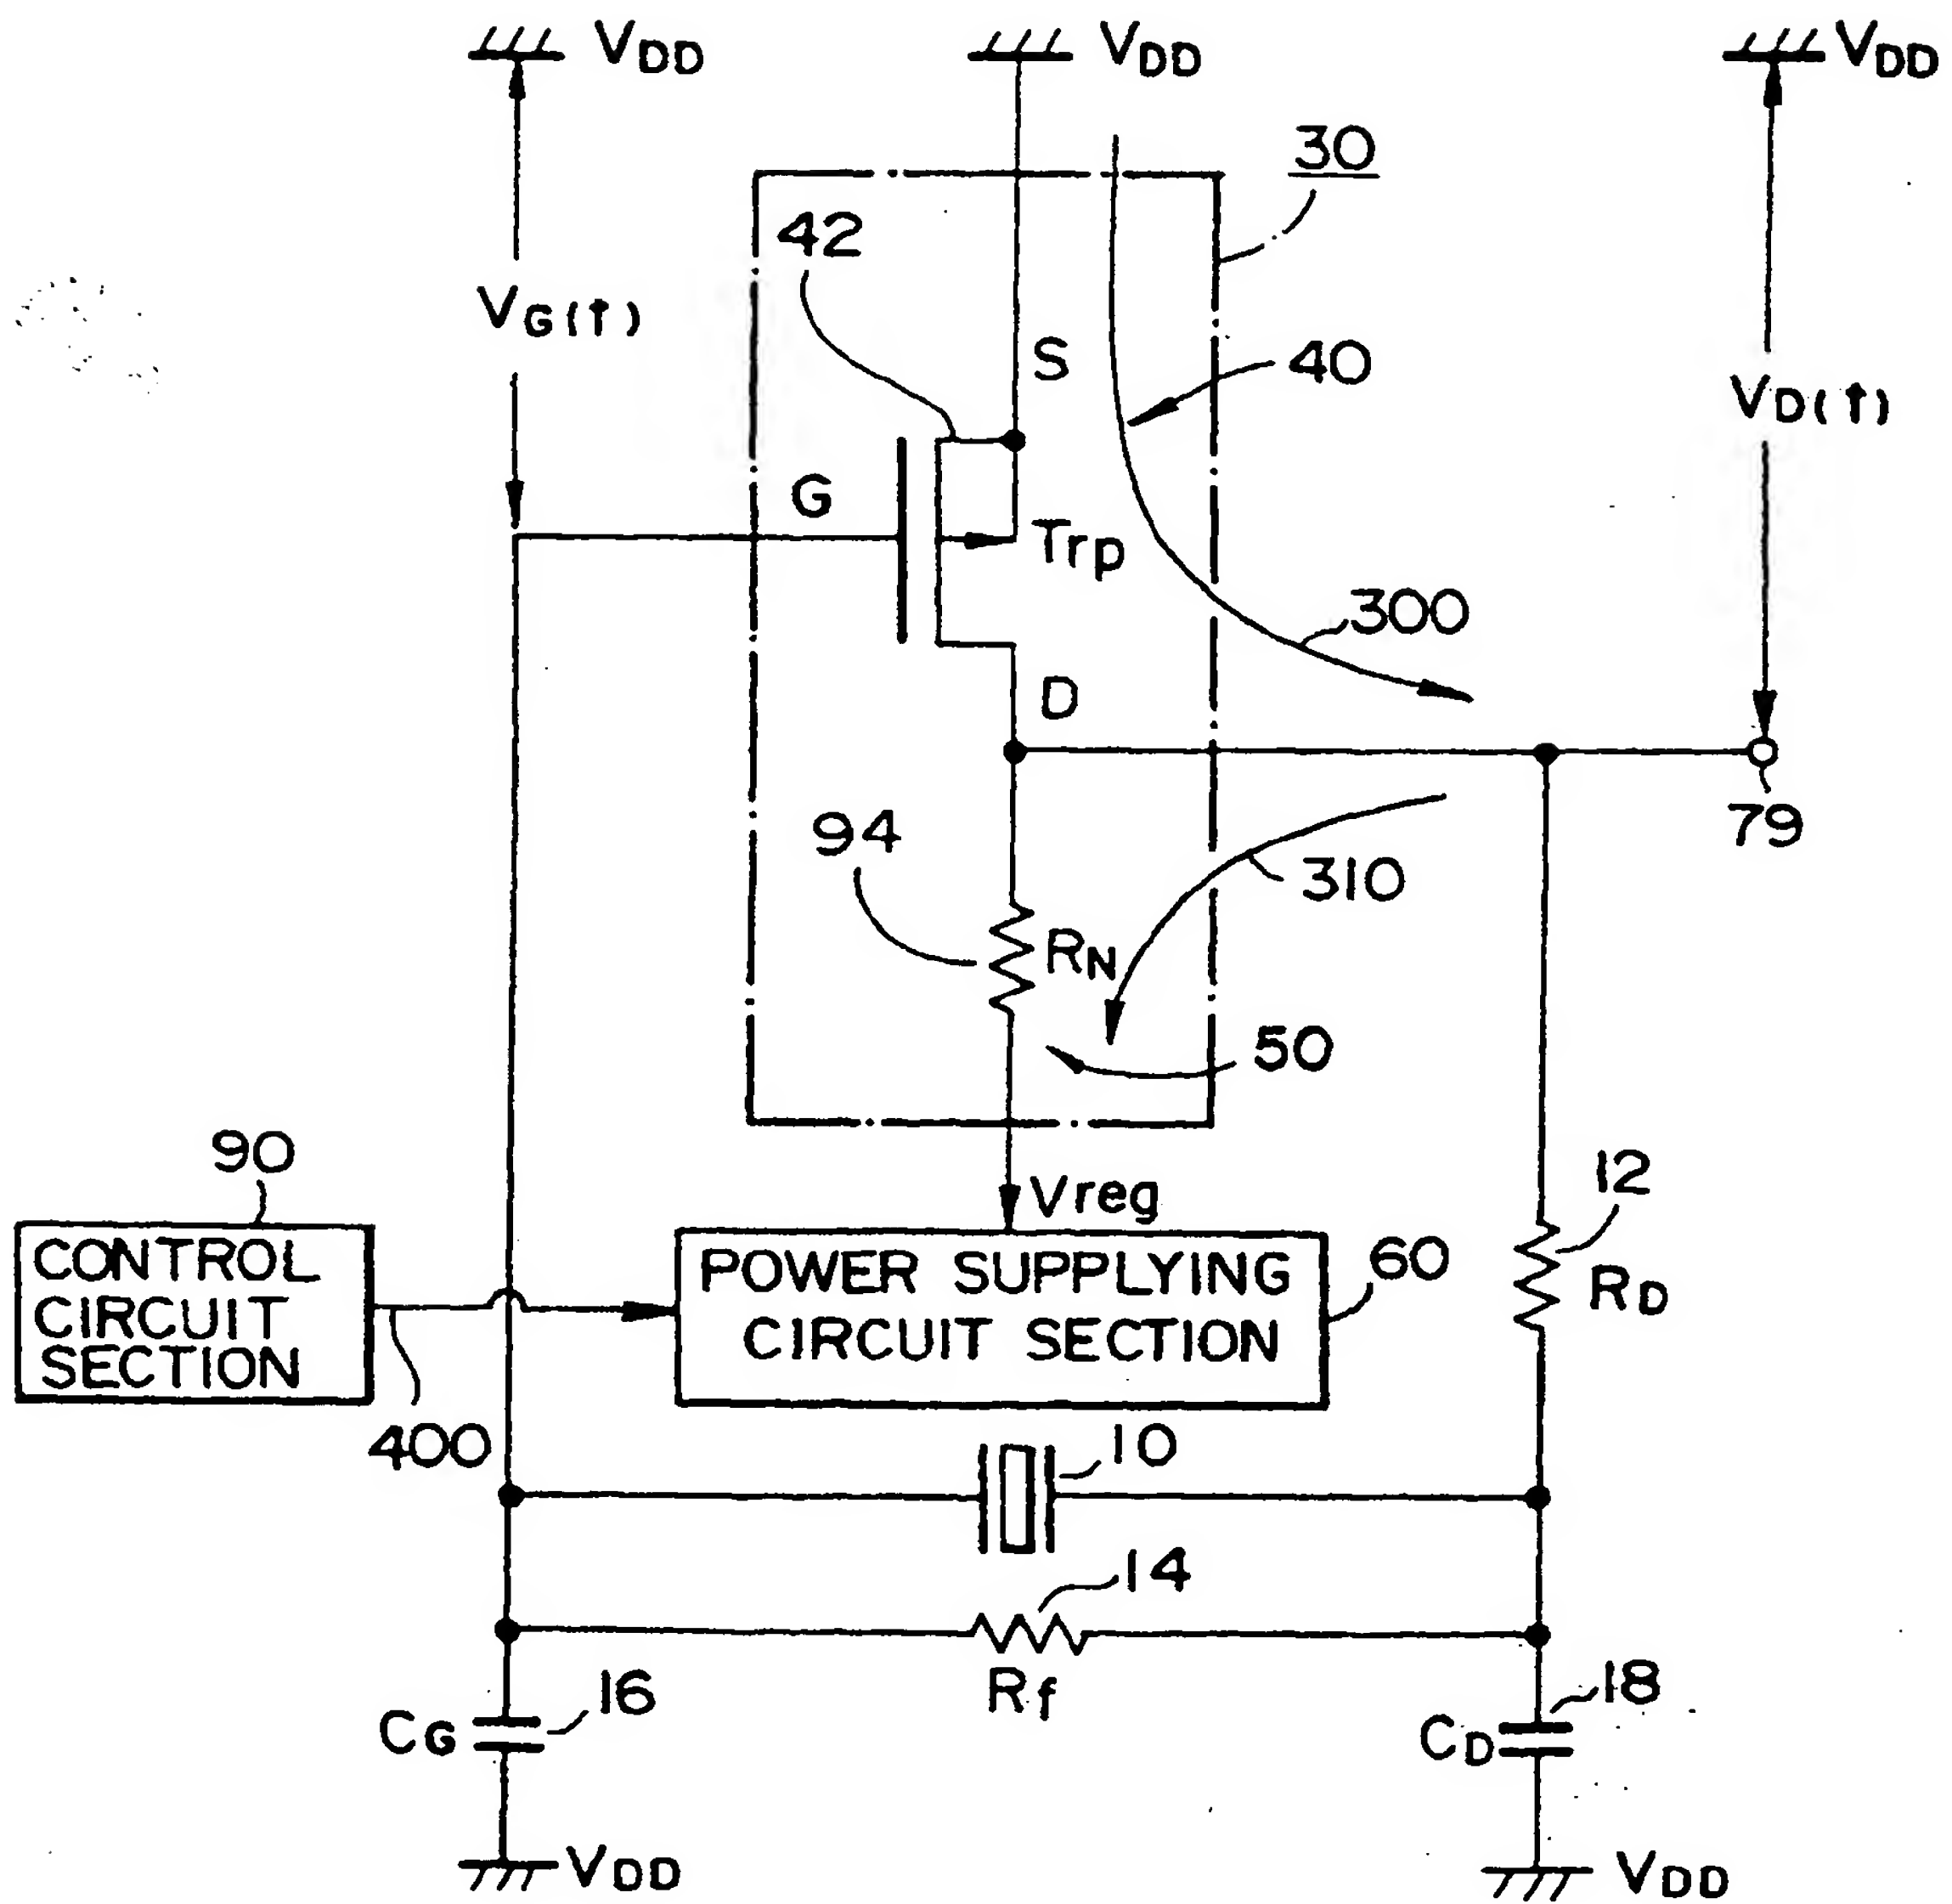 VDD
VDD
VDD
30
42
VG(t)
S
40
VD(t)
G
Trp
300
D
79
94
310
RN
50
90
Vreg
12
CONTROL
CIRCUIT
SECTION
POWER SUPPLYING
CIRCUIT SECTION
60
RD
400
10
14
Rf
16
CG
18
CD
VDD
VDD